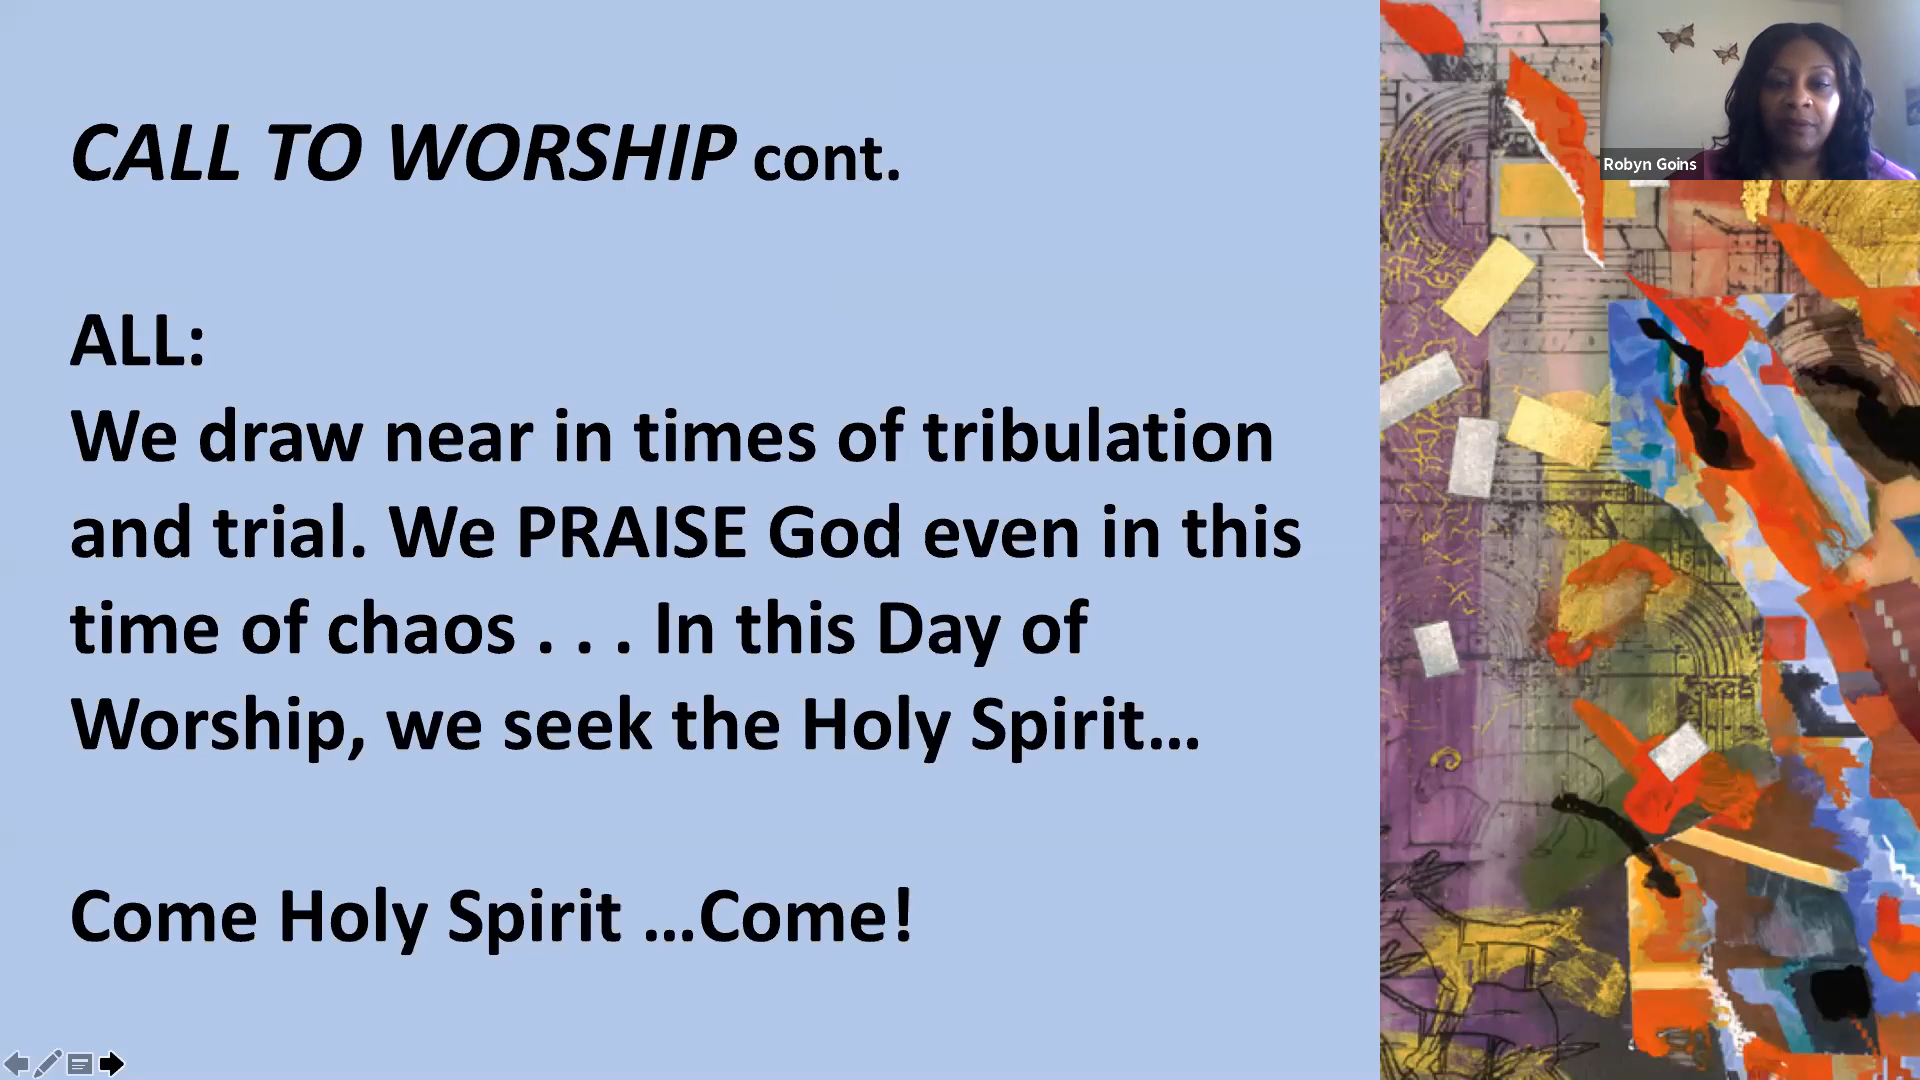 CALL TO WORSHIP cont.
ALL:
We draw near in times of tribulation
and trial. We PRAISE God even in this
time of chaos . . . In this Day of
Worship, we seek the Holy Spirit…
Come Holy Spirit …Come!
Robyn Goins